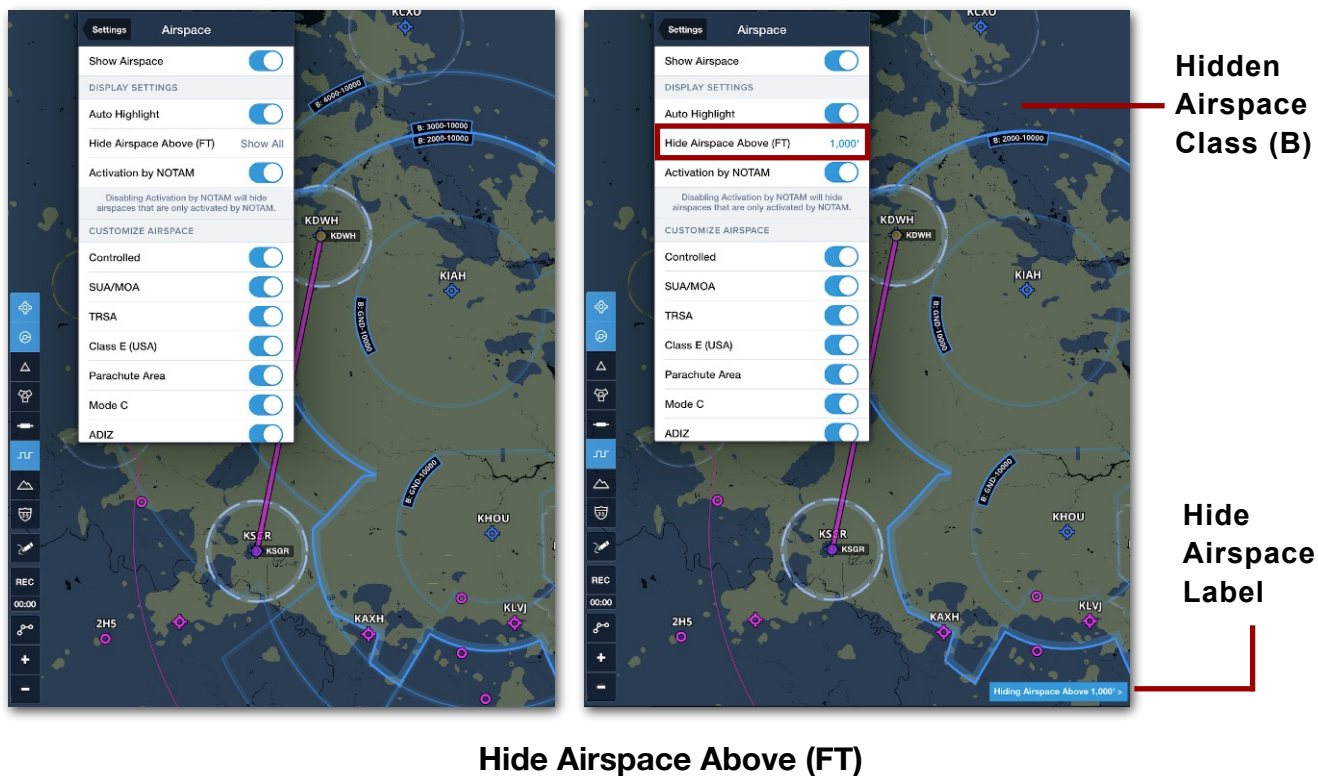 Settings
Airspace
Show Airspace
DISPLAY SETTINGS
Auto Highlight
Hide Airspace Above (FT)
Show All
Activation by NOTAM
Disabling Activation by NOTAM will hide
airspaces that are only activated by NOTAM.
CUSTOMIZE AIRSPACE
Controlled
SUA/MOA
TRSA
Class E (USA)
Parachute Area
Mode C
ADIZ
KCXO
B: 4000-10000
B: 3000-10000
B: 2000-10000
KDWH
KDWH
KIAH
B: GND-10000
B: GND-10000
KHOU
KSGR
KAXH
KLVJ
2H5
REC
00:00
Settings
Airspace
Show Airspace
DISPLAY SETTINGS
Auto Highlight
Hide Airspace Above (FT)
1,000'
Activation by NOTAM
Disabling Activation by NOTAM will hide
airspaces that are only activated by NOTAM.
CUSTOMIZE AIRSPACE
Controlled
SUA/MOA
TRSA
Class E (USA)
Parachute Area
Mode C
ADIZ
KCXO
B: 2000-10000
KDWH
KDWH
KIAH
B: GND-10000
B: GND-10000
KHOU
KSGR
KAXH
KLVJ
2H5
REC
00:00
Hiding Airspace Above 1,000' >
Hidden
Airspace
Class (B)
Hide
Airspace
Label
Hide Airspace Above (FT)